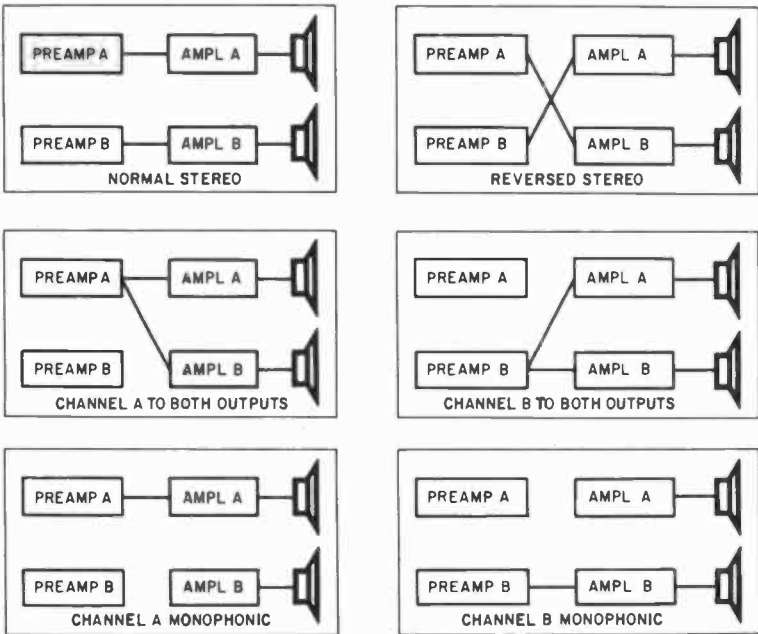 PREAMP A
AMPL A
PREAMP B
AMPL B
NORMAL STEREO
PREAMP A
AMPL A
PREAMP B
AMPL B
REVERSED STEREO
PREAMP A
AMPL A
PREAMP B
AMPL B
CHANNEL A TO BOTH OUTPUTS
PREAMP A
AMPL A
PREAMP B
AMPL B
CHANNEL B TO BOTH OUTPUTS
PREAMP A
AMPL A
PREAMP B
AMPL B
CHANNEL A MONOPHONIC
PREAMP A
AMPL A
PREAMP B
AMPL B
CHANNEL B MONOPHONIC